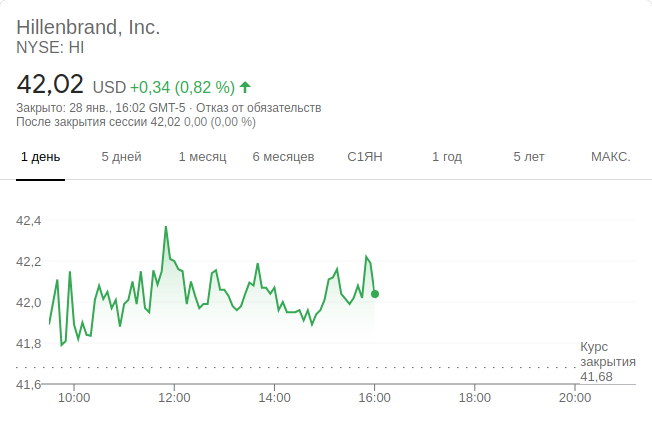 Hillenbrand, Inc.
NYSE: HI
42,02 USD +0,34 (0,82 %)
Закрыто: 28 янв., 16:02 GMT-5 · Отказ от обязательств
После закрытия сессии 42,02 0,00 (0,00 %)
1 день 5 дней 1 месяц 6 месяцев С1ЯН 1 год 5 лет МАКС.
42,4
42,2
42,0
41,8
41,6
Курс
закрытия
41,68
10:00 12:00 14:00 16:00 18:00 20:00